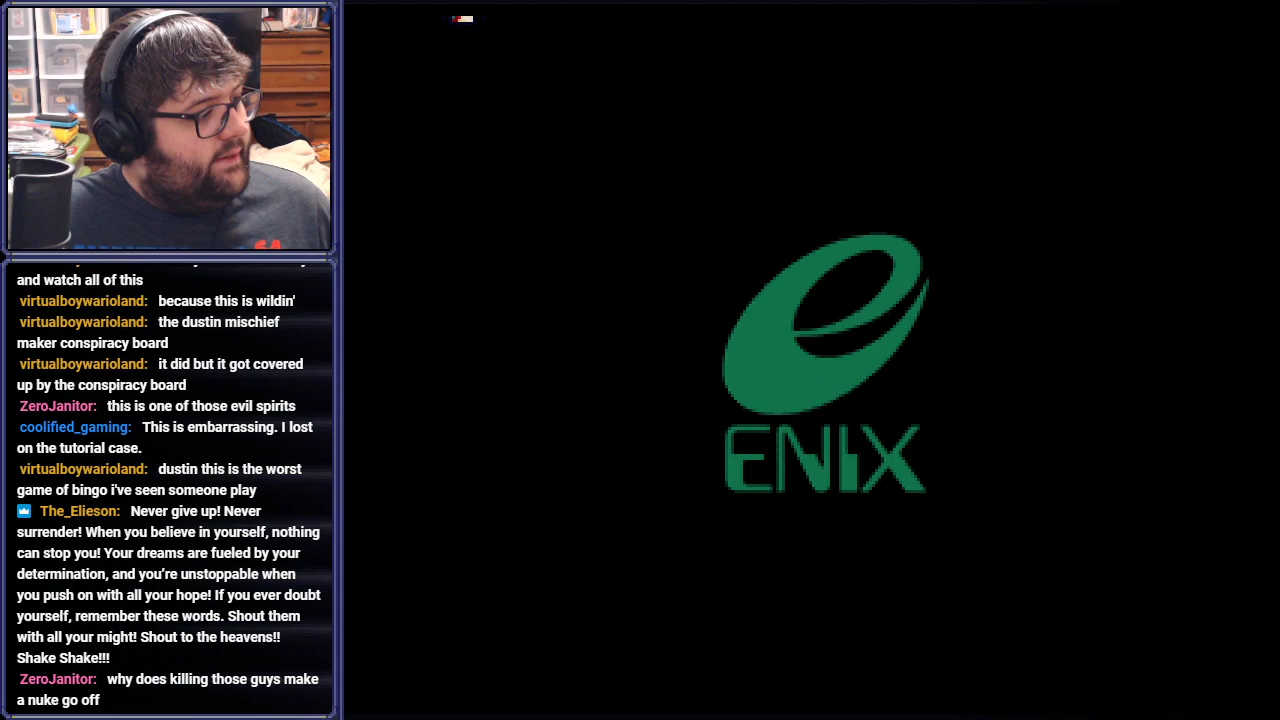 and watch all of this
virtualboywarioland: because this is wildin'
virtualboywarioland: the dustin mischief
maker conspiracy board
virtualboywarioland: it did but it got covered
up by the conspiracy board
ZeroJanitor: this is one of those evil spirits
coolified_gaming: This is embarrassing. I lost
on the tutorial case.
virtualboywarioland: dustin this is the worst
game of bingo i've seen someone play
The_Elieson: Never give up! Never
surrender! When you believe in yourself, nothing
can stop you! Your dreams are fueled by your
determination, and you’re unstoppable when
you push on with all your hope! If you ever doubt
yourself, remember these words. Shout them
with all your might! Shout to the heavens!!
Shake Shake!!!
ZeroJanitor: why does killing those guys make
a nuke go off
ENIX